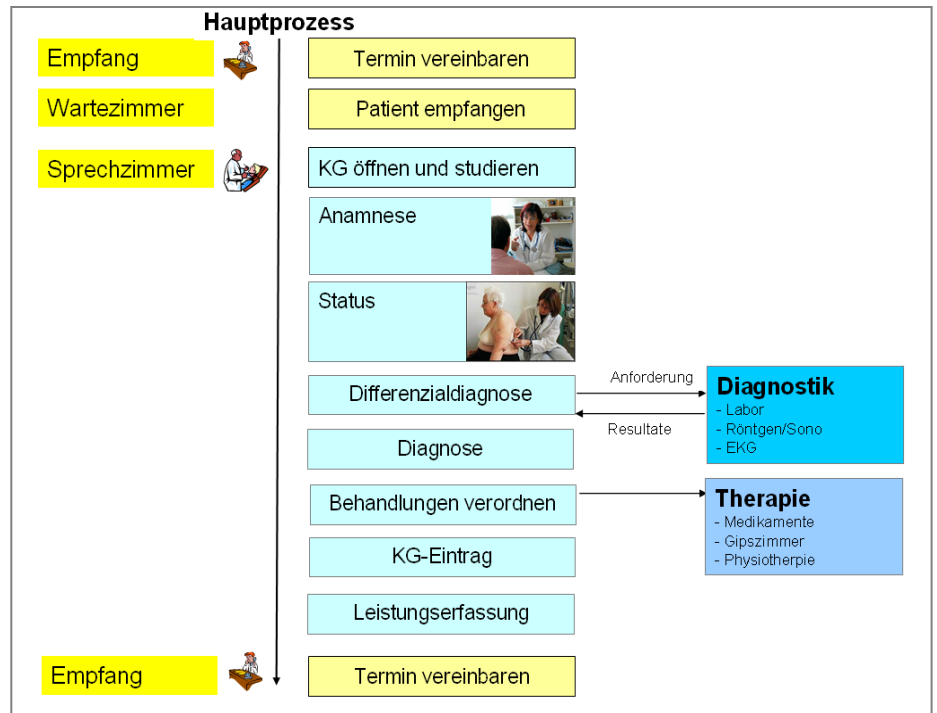 Hauptprozess
Empfang
Termin vereinbaren
Wartezimmer
Patient empfangen
Sprechzimmer
KG öffnen und studieren
Anamnese
Status
Differenzialdiagnose
Anforderung
Resultate
Diagnostik
- Labor
- Röntgen/Sono
- EKG
Diagnose
Behandlungen verordnen
Therapie
- Medikamente
- Gipszimmer
- Physiotherpie
KG-Eintrag
Leistungserfassung
Empfang
Termin vereinbaren